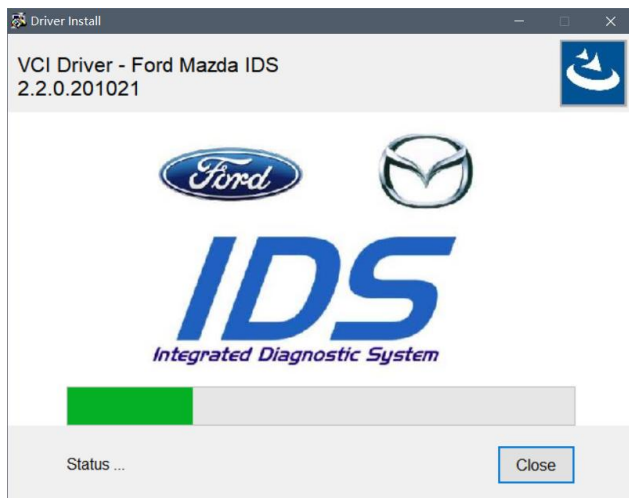 Driver Install
VCI Driver - Ford Mazda IDS
2.2.0.201021
Ford
IDS
Integrated Diagnostic System
Status ...
Close